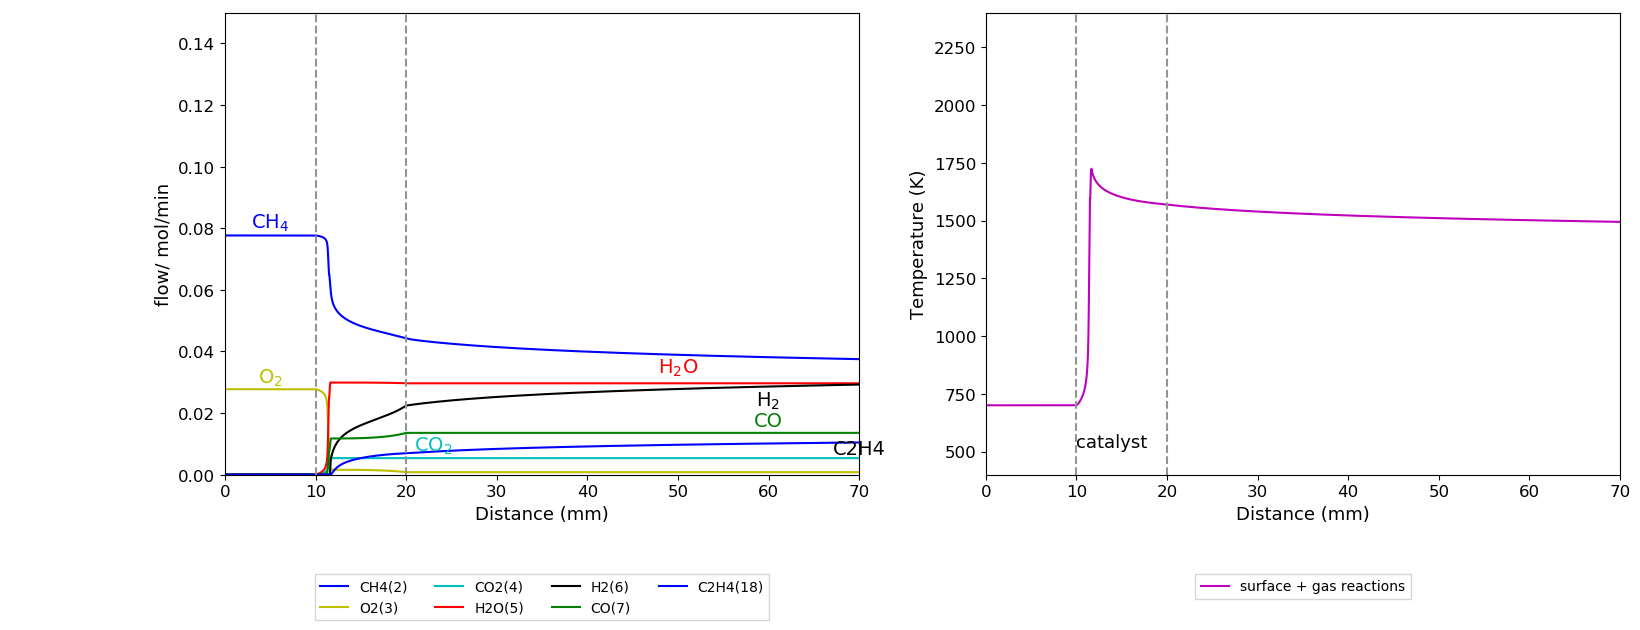 0.14
0.12
0.10
0.08
0.06
0.04
0.02
0.00
flow/ mol/min
CH4
O2
H2O
H2
CO
CO2
C2H4
0 10 20 30 40 50 60 70
Distance (mm)
CH4(2) CO2(4) H2(6) C2H4(18)
O2(3) H2O(5) CO(7)
2250
2000
1750
1500
1250
1000
750
500
Temperature (K)
catalyst
0 10 20 30 40 50 60 70
Distance (mm)
surface + gas reactions